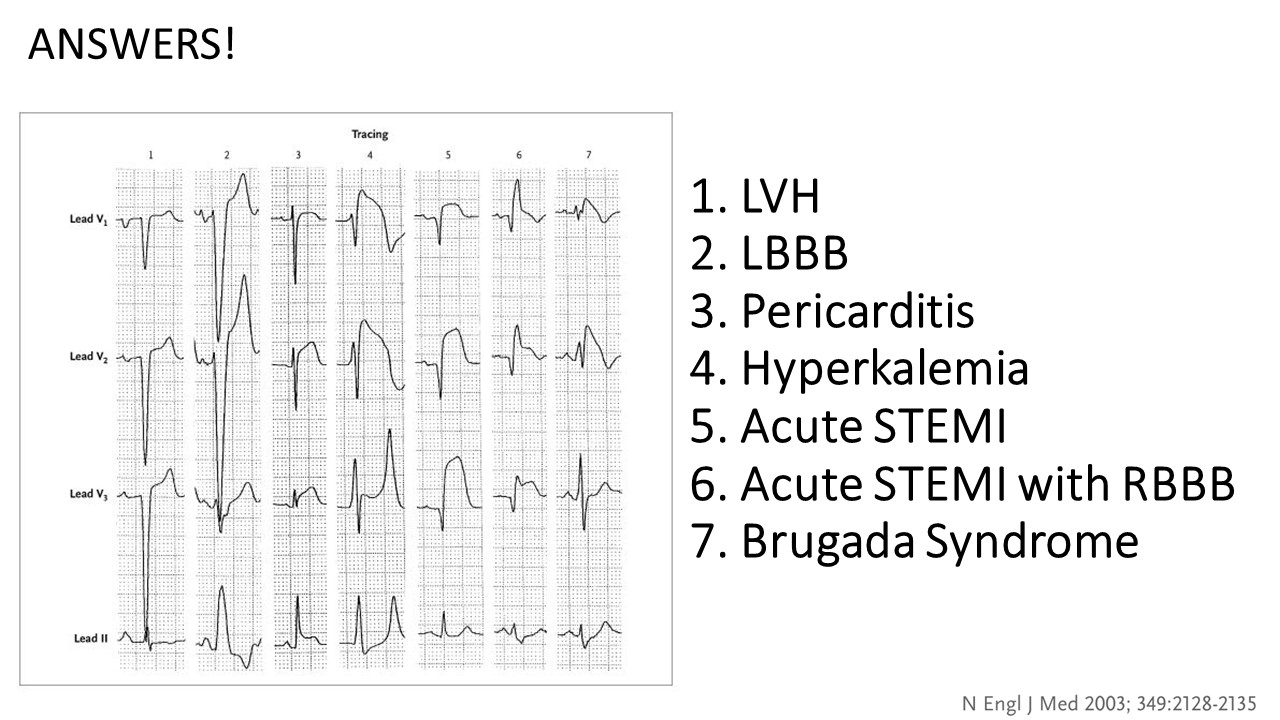 ANSWERS!
Tracing
1 2 3 4 5 6 7
Lead V₁
Lead V₂
Lead V₃
Lead II
1. LVH
2. LBBB
3. Pericarditis
4. Hyperkalemia
5. Acute STEMI
6. Acute STEMI with RBBB
7. Brugada Syndrome
N Engl J Med 2003; 349:2128-2135